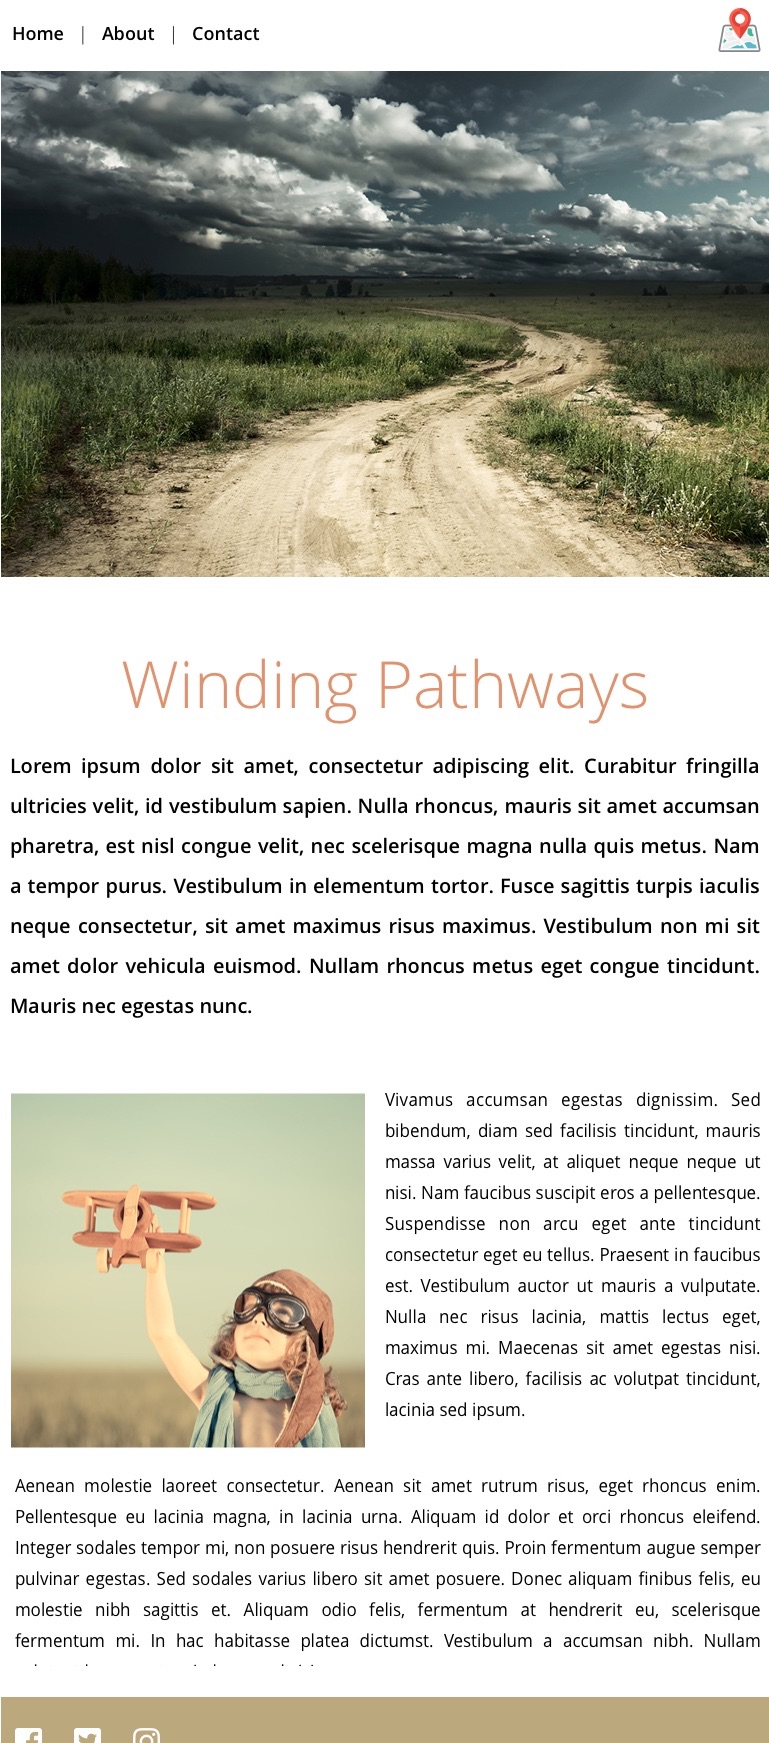 Home | About | Contact
Winding Pathways
Lorem ipsum dolor sit amet, consectetur adipiscing elit. Curabitur fringilla
ultricies velit, id vestibulum sapien. Nulla rhoncus, mauris sit amet accumsan
pharetra, est nisl congue velit, nec scelerisque magna nulla quis metus. Nam
a tempor purus. Vestibulum in elementum tortor. Fusce sagittis turpis iaculis
neque consectetur, sit amet maximus risus maximus. Vestibulum non mi sit
amet dolor vehicula euismod. Nullam rhoncus metus eget congue tincidunt.
Mauris nec egestas nunc.
Vivamus accumsan egestas dignissim. Sed
bibendum, diam sed facilisis tincidunt, mauris
massa varius velit, at aliquet neque neque ut
nisi. Nam faucibus suscipit eros a pellentesque.
Suspendisse non arcu eget ante tincidunt
consectetur eget eu tellus. Praesent in faucibus
est. Vestibulum auctor ut mauris a vulputate.
Nulla nec risus lacinia, mattis lectus eget,
maximus mi. Maecenas sit amet egestas nisi.
Cras ante libero, facilisis ac volutpat tincidunt,
lacinia sed ipsum.
Aenean molestie laoreet consectetur. Aenean sit amet rutrum risus, eget rhoncus enim.
Pellentesque eu lacinia magna, in lacinia urna. Aliquam id dolor et orci rhoncus eleifend.
Integer sodales tempor mi, non posuere risus hendrerit quis. Proin fermentum augue semper
pulvinar egestas. Sed sodales varius libero sit amet posuere. Donec aliquam finibus felis, eu
molestie nibh sagittis et. Aliquam odio felis, fermentum at hendrerit eu, scelerisque
fermentum mi. In hac habitasse platea dictumst. Vestibulum a accumsan nibh. Nullam